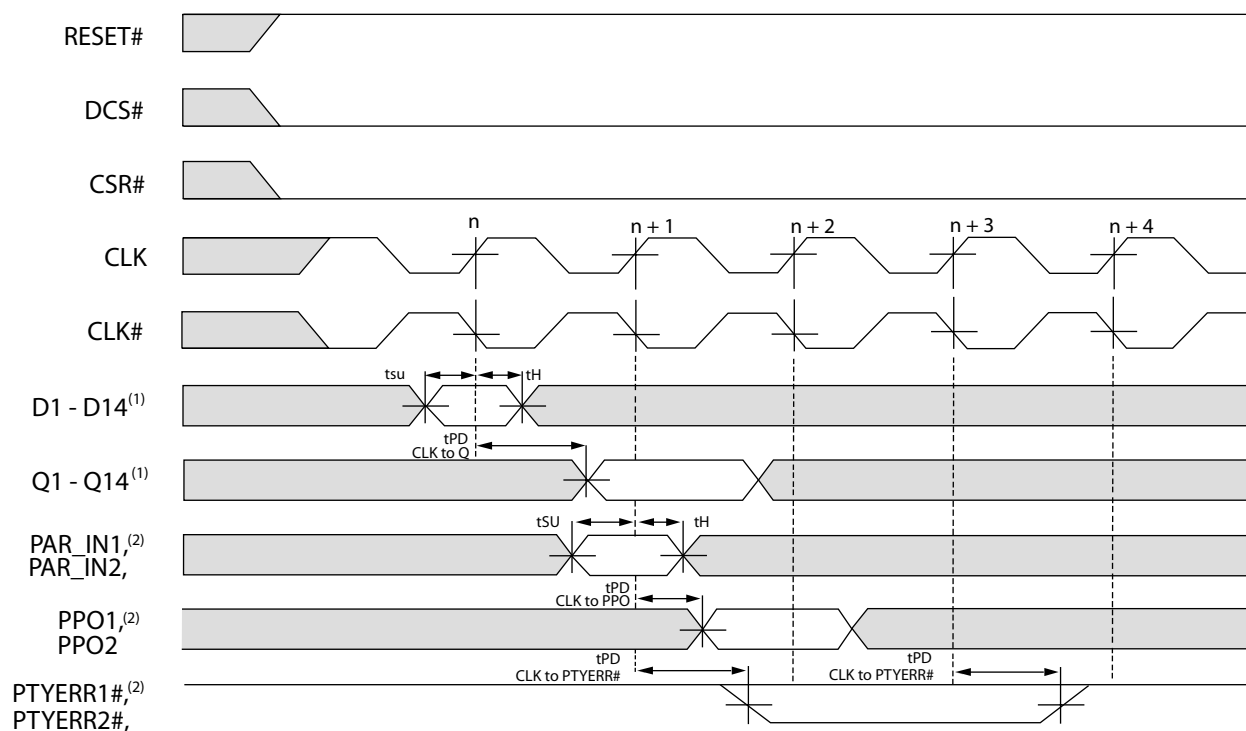 RESET#
DCS#
CSR#
n
n + 1
n + 2
n + 3
n + 4
CLK
CLK#
tsu
tH
D1 - D14(1)
tPD
CLK to Q
Q1 - Q14(1)
tSU
tH
PAR_IN1,(2)
PAR_IN2,
tPD
CLK to PPO
PPO1,(2)
PPO2
tPD
CLK to PTYERR#
tPD
CLK to PTYERR#
PTYERR1#,(2)
PTYERR2#,